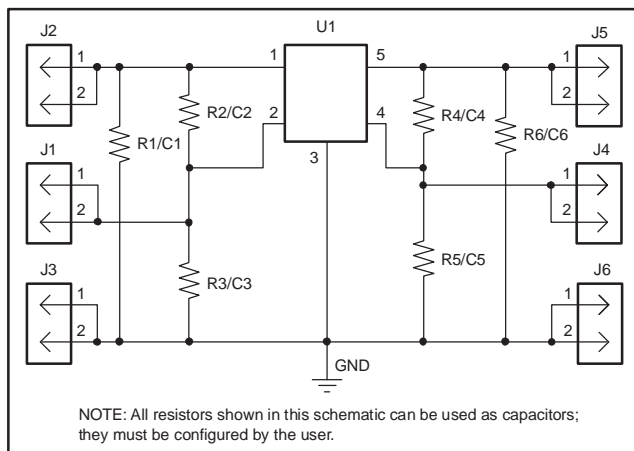 J2
U1
J5
1
1
5
1
2
R2/C2
2
4
R4/C4
2
R1/C1
R6/C6
J1
3
J4
1
1
2
2
R3/C3
R5/C5
J3
J6
1
1
2
2
GND
NOTE: All resistors shown in this schematic can be used as capacitors;
they must be configured by the user.